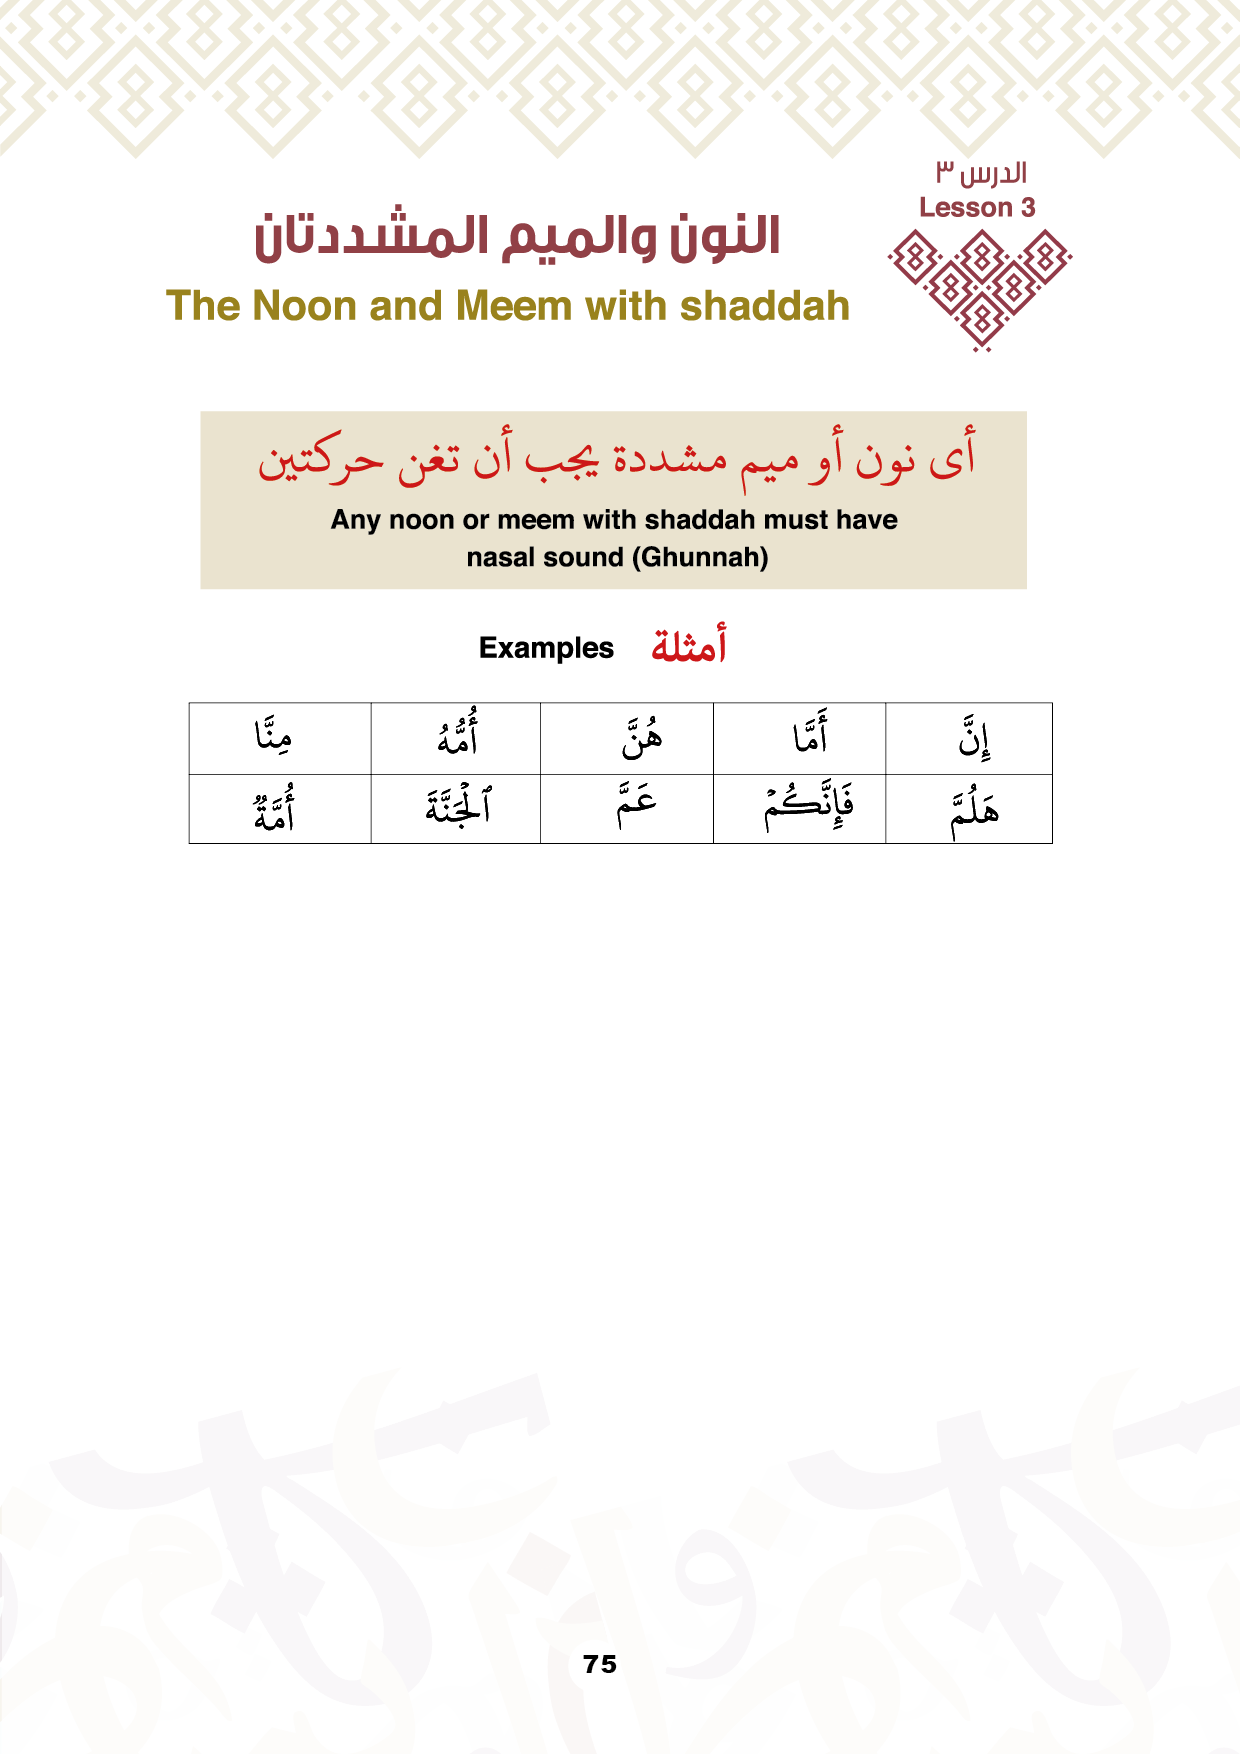 الدرس ٣
Lesson 3
النون والميم المشددتان
The Noon and Meem with shaddah
أى نون أو ميم مشددة يجب أن تغن حركتين
Any noon or meem with shaddah must have
nasal sound (Ghunnah)
أمثلة Examples
إِنَّ أَمَّا هُنَّ أُمُّهُ مِنَّا
هَلُمَّ فَإِنَّكُمۡ عَمَّ ٱلۡجَنَّةَ أُمَّةٌ
75